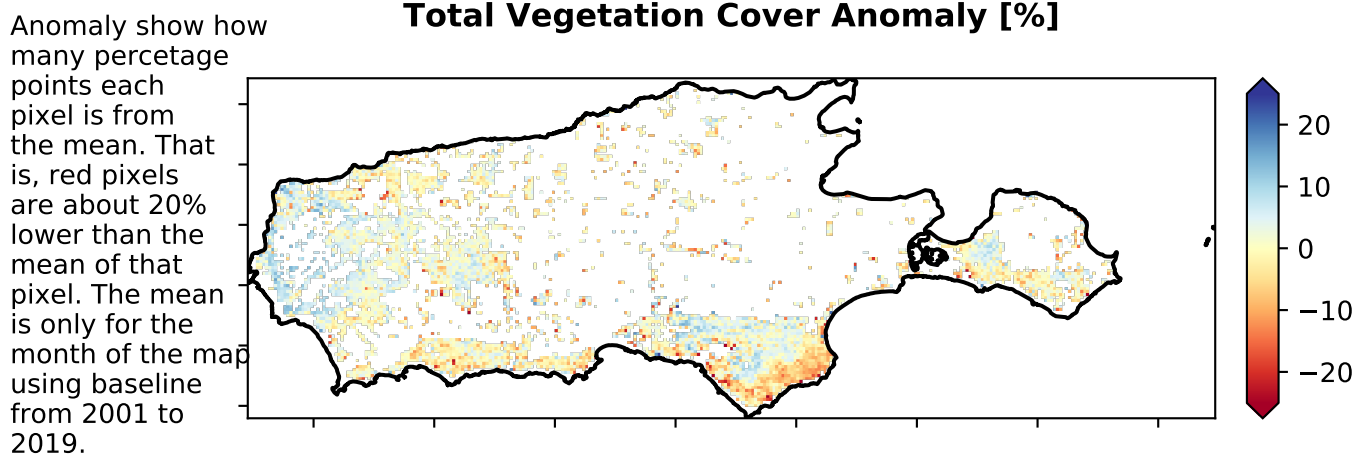 Total Vegetation Cover Anomaly [%]
Anomaly show how
many percetage
points each
pixel is from
the mean. That
is, red pixels
are about 20%
lower than the
mean of that
pixel. The mean
is only for the
month of the map
using baseline
from 2001 to
2019.
20
10
0
−10
−20